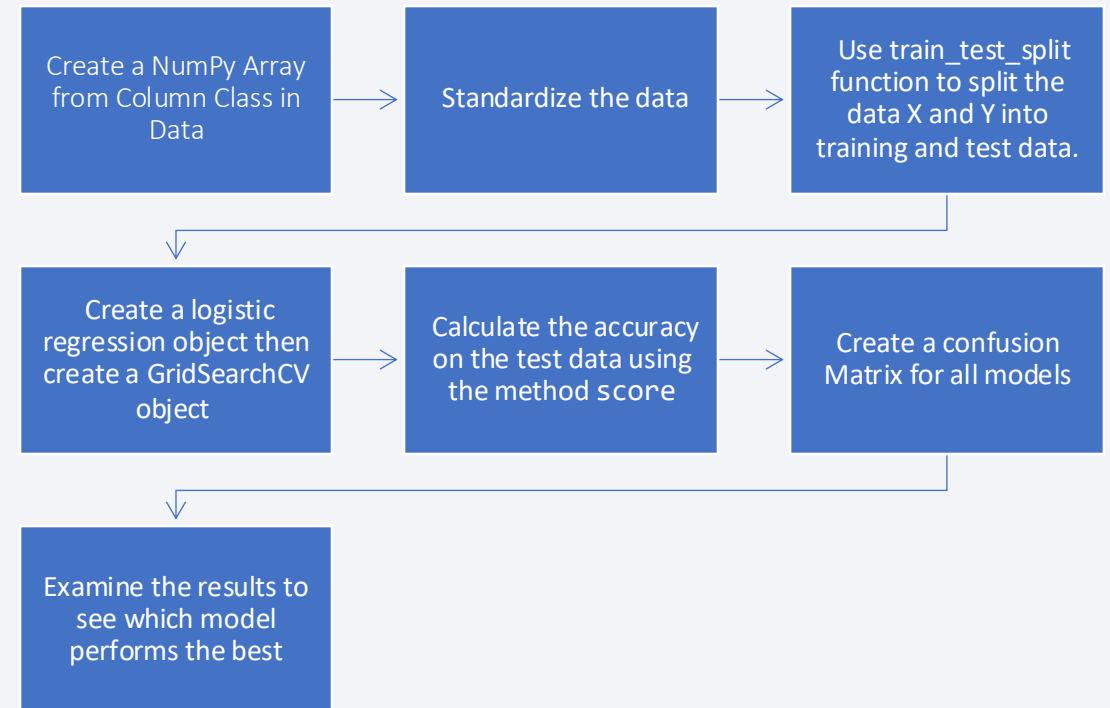 Create a NumPy Array
from Column Class in
Data
Standardize the data
Use train_test_split
function to split the
data X and Y into
training and test data.
Create a logistic
regression object then
create a GridSearchCV
object
Calculate the accuracy
on the test data using
the method score
Create a confusion
Matrix for all models
Examine the results to
see which model
performs the best